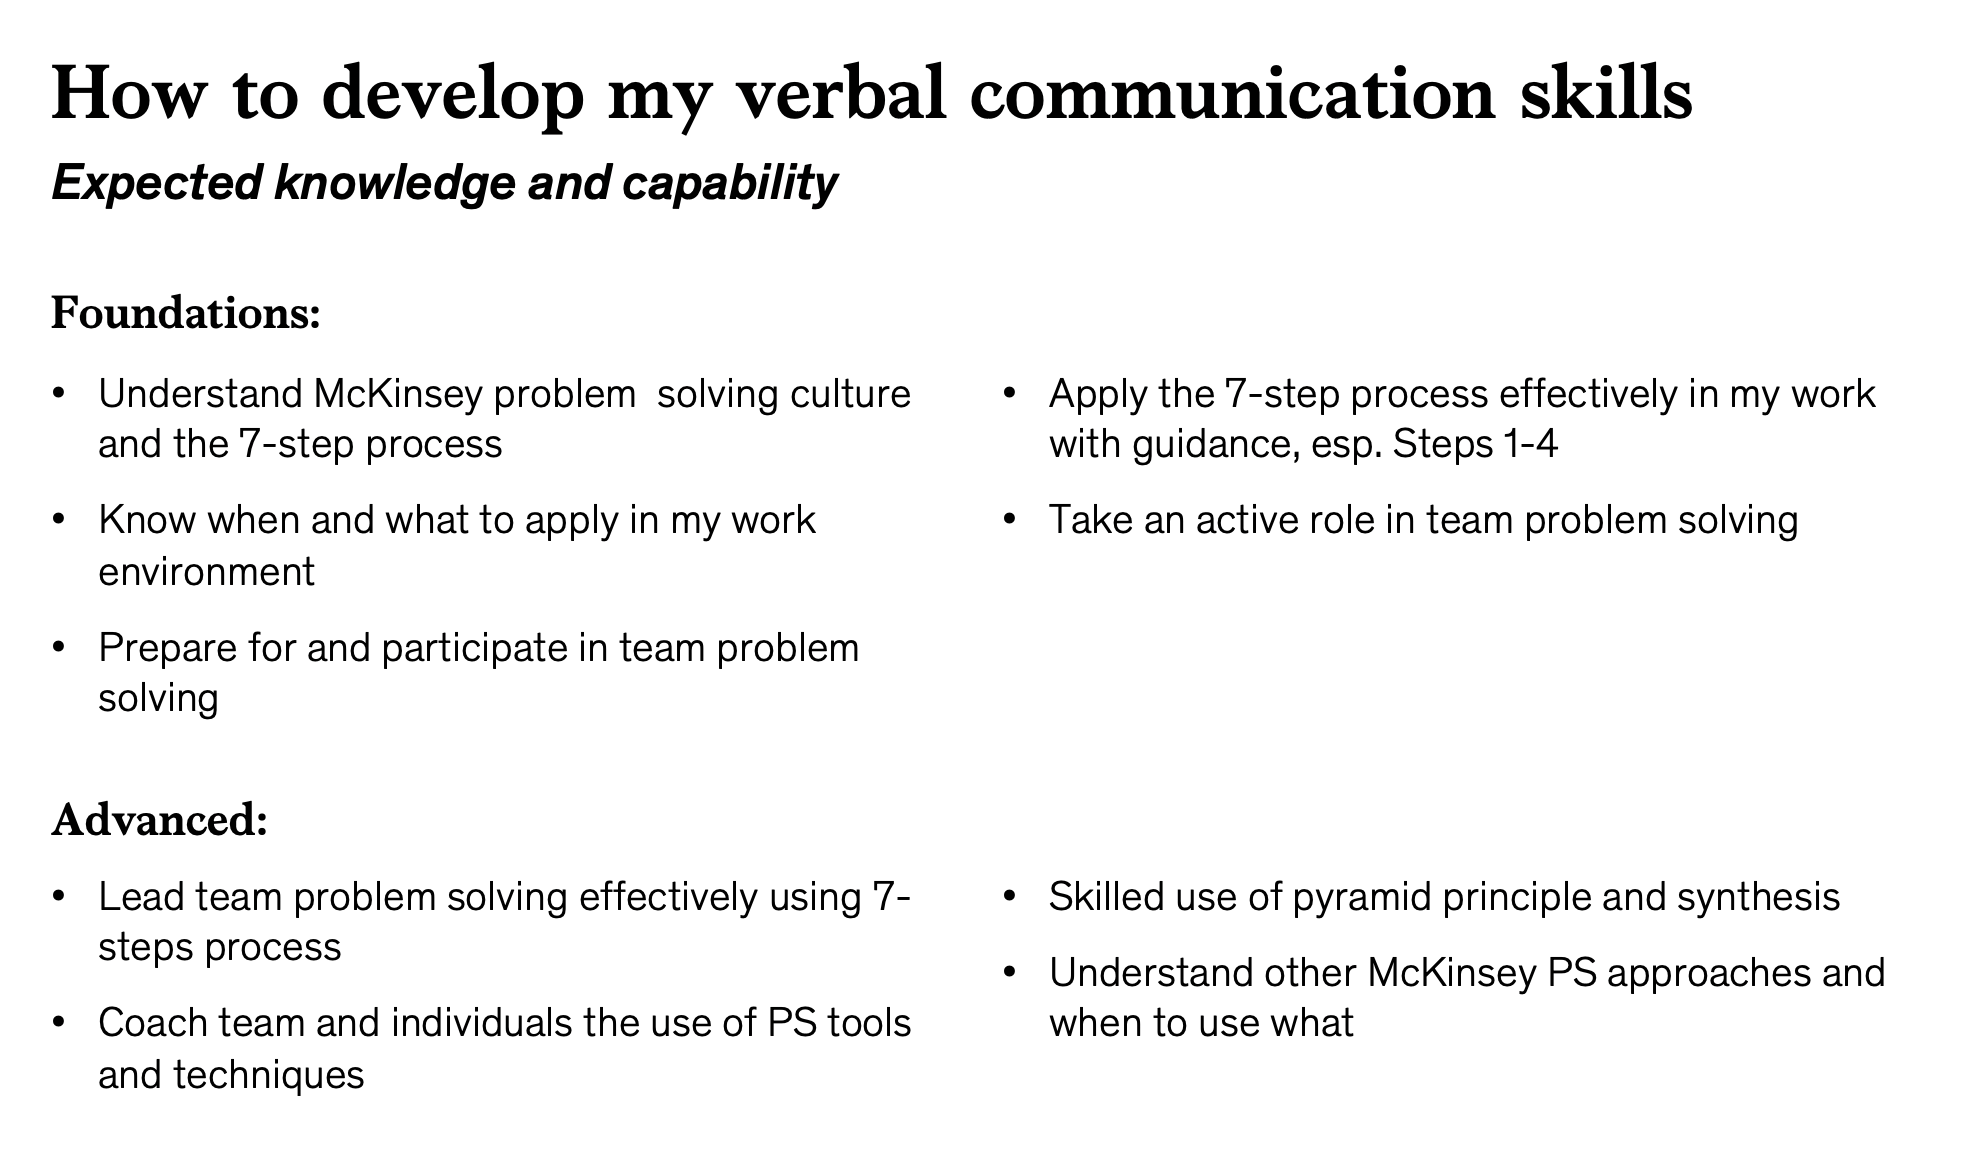 How to develop my verbal communication skills
Expected knowledge and capability
Foundations:
• Understand McKinsey problem  solving culture
and the 7-step process
• Know when and what to apply in my work
environment
• Prepare for and participate in team problem
solving
• Apply the 7-step process effectively in my work
with guidance, esp. Steps 1-4
• Take an active role in team problem solving
Advanced:
• Lead team problem solving effectively using 7-
steps process
• Coach team and individuals the use of PS tools
and techniques
• Skilled use of pyramid principle and synthesis
• Understand other McKinsey PS approaches and
when to use what